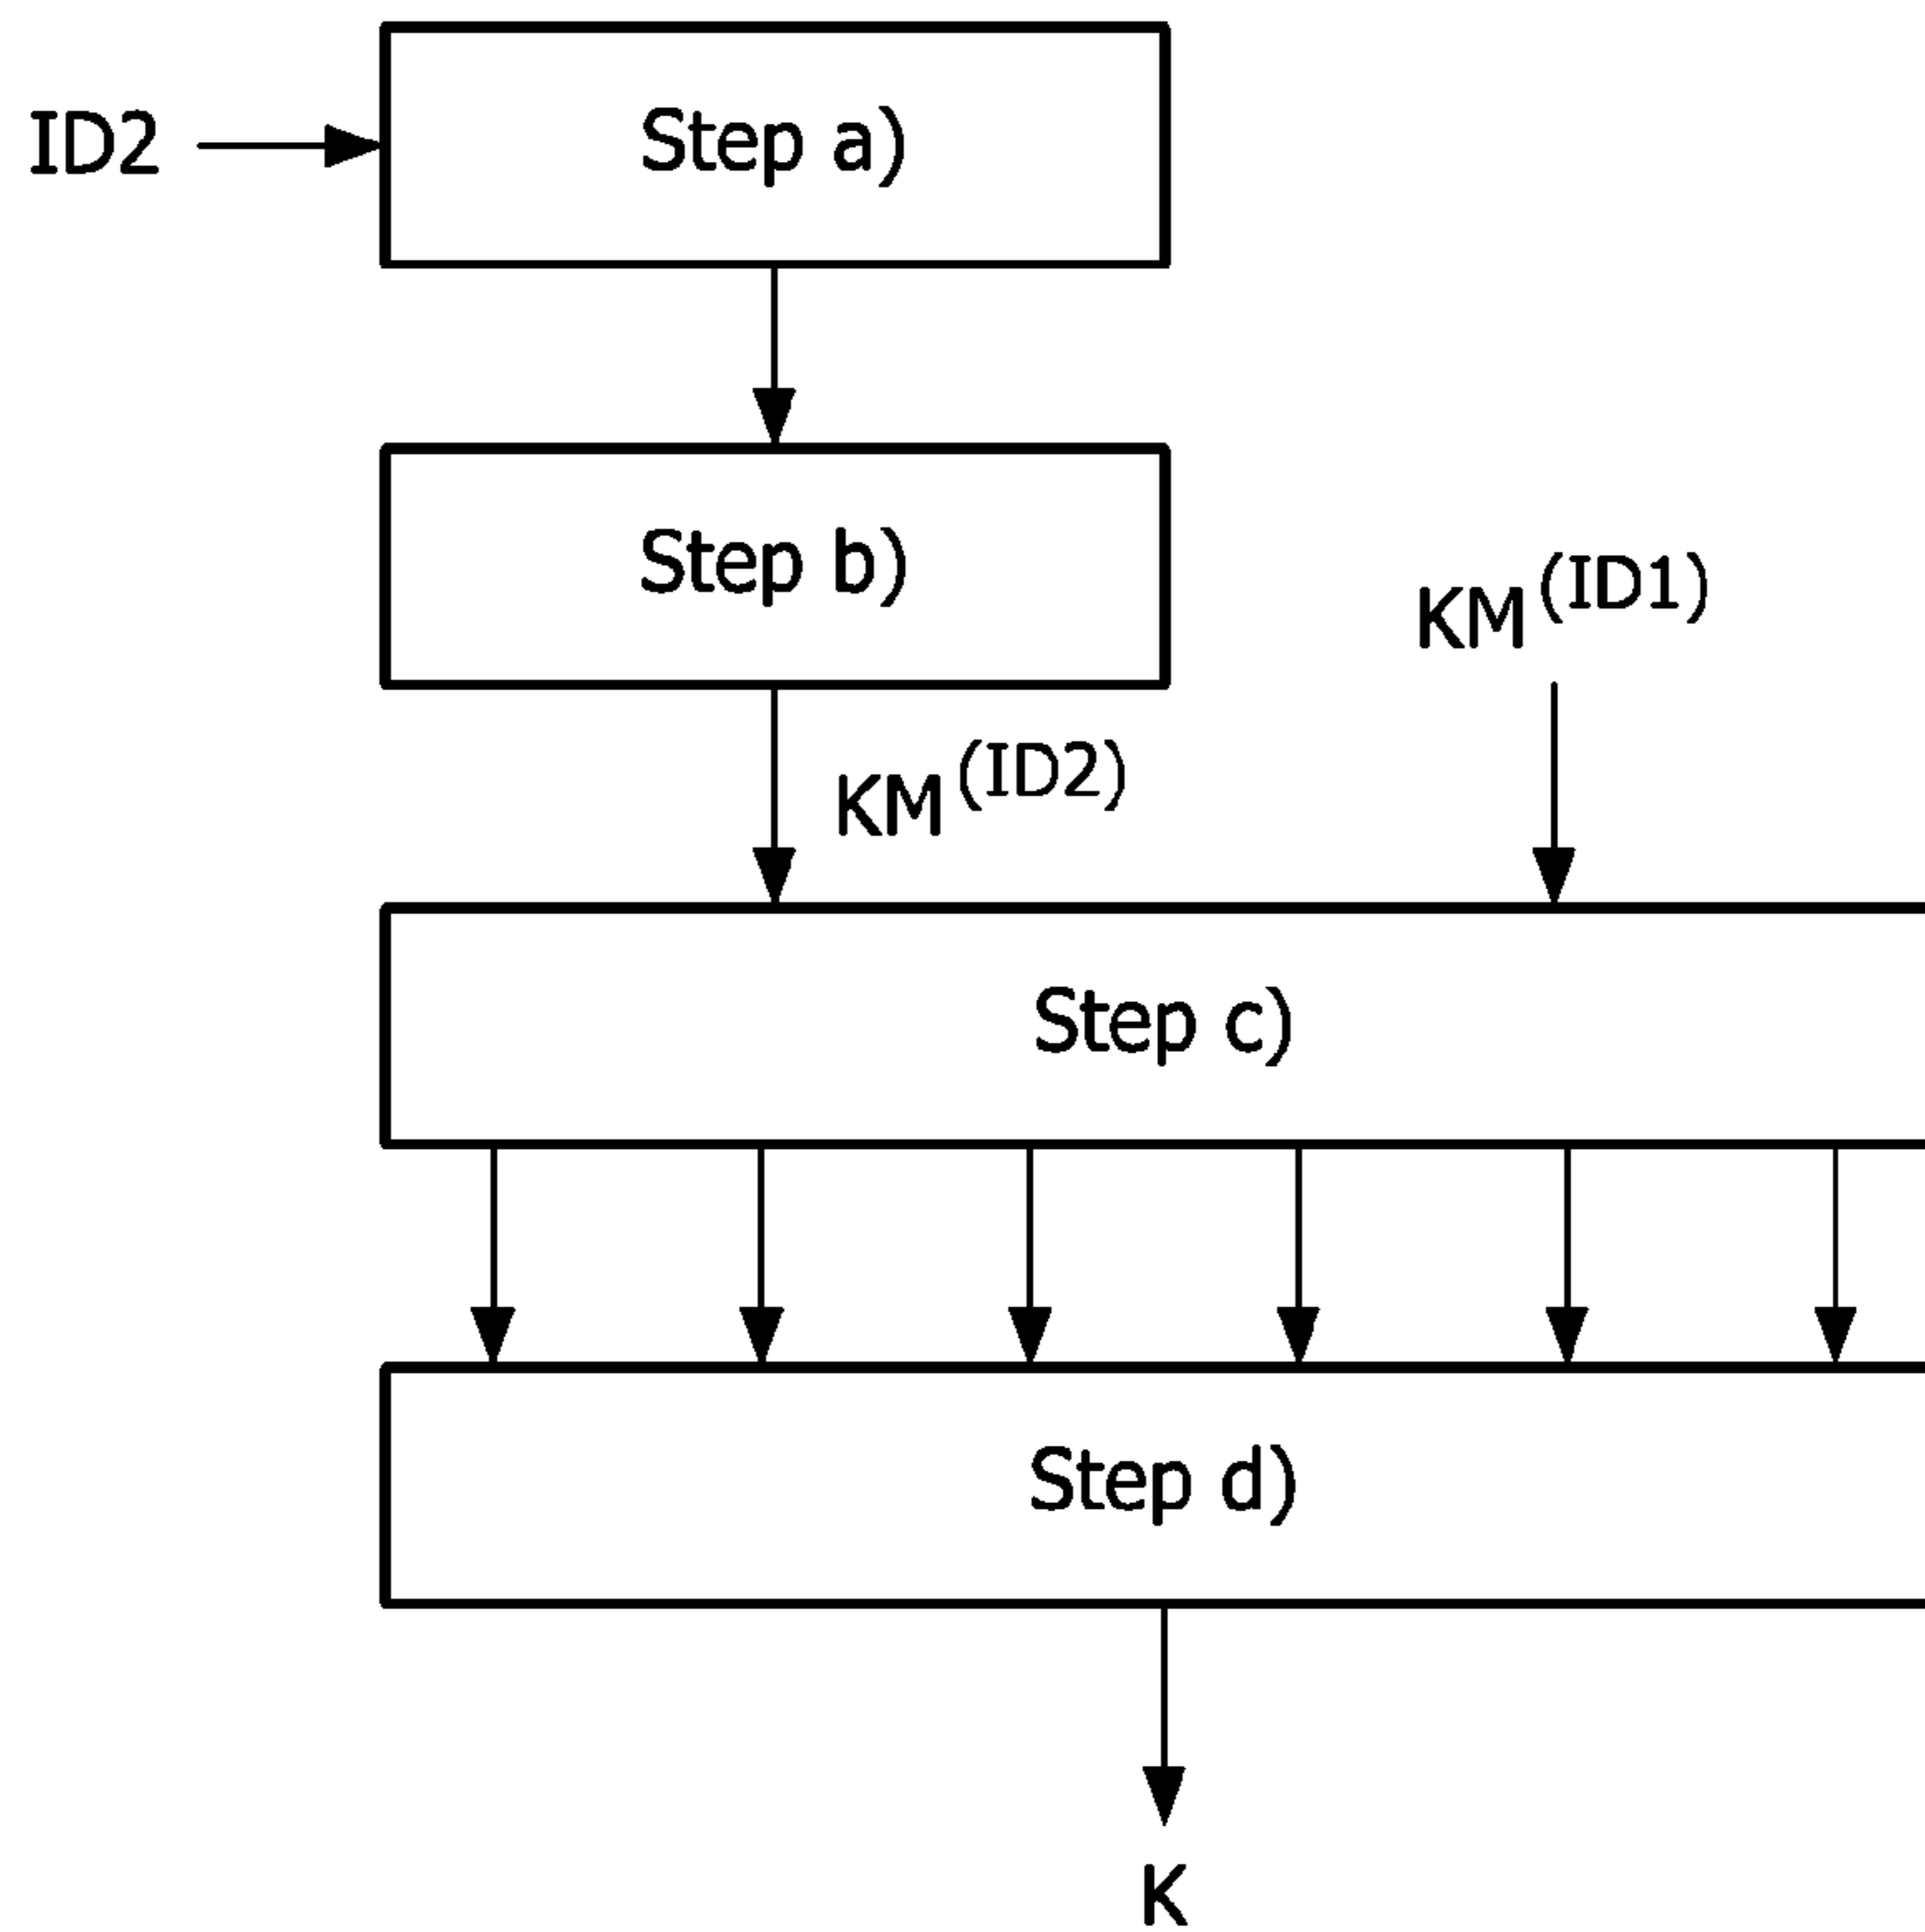 ID2
Step a)
Step b)
KM^(ID1)
KM^(ID2)
Step c)
Step d)
K